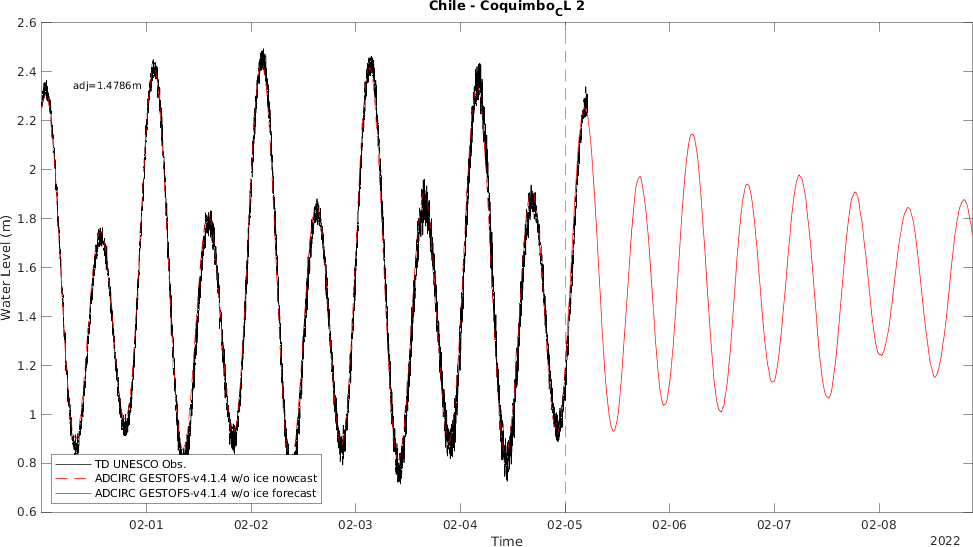 Chile - Coquimbo_CL 2
2.6
2.4
adj=1.4786m
2.2
2
1.8
1.6
Water Level (m)
1.4
1.2
1
0.8
0.6
TD UNESCO Obs.
ADCIRC GESTOFS-v4.1.4 w/o ice nowcast
ADCIRC GESTOFS-v4.1.4 w/o ice forecast
02-01 02-02 02-03 02-04 02-05 02-06 02-07 02-08
Time
2022